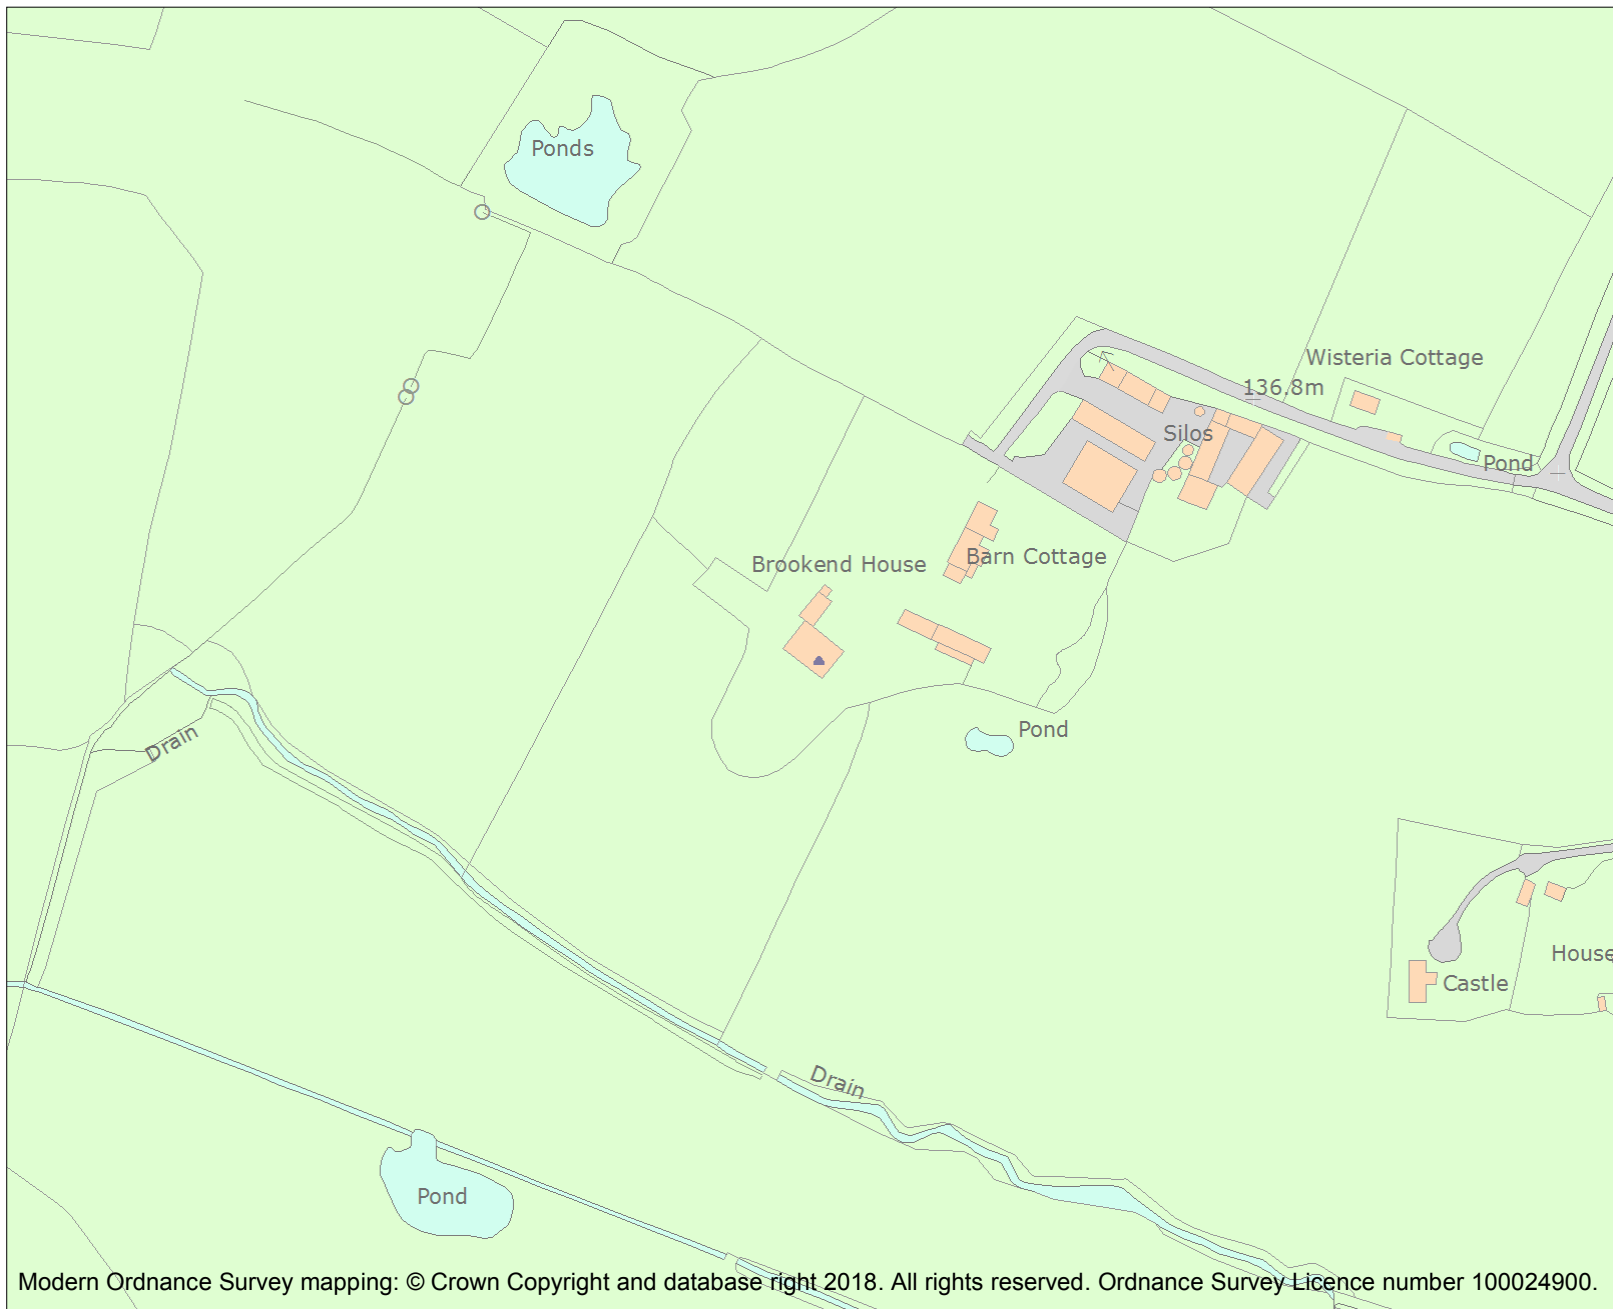 Ponds
Wisteria Cottage
136.8m
Silos
Pond
Barn Cottage
Brookend House
Pond
Drain
House
Castle
Drain
Pond
Modern Ordnance Survey mapping: © Crown Copyright and database right 2018. All rights reserved. Ordnance Survey Licence number 100024900.